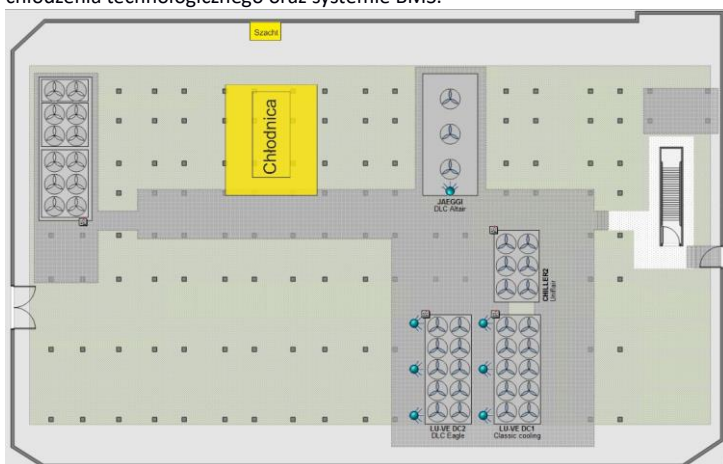 chłodzenia technologicznego oraz systemie BMS.
Szacht
Chłodnica
JAEGGI
DLC Altair
CHILLER2
Uniflair
LU-VE DC2
DLC Eagle
LU-VE DC1
Classic cooling